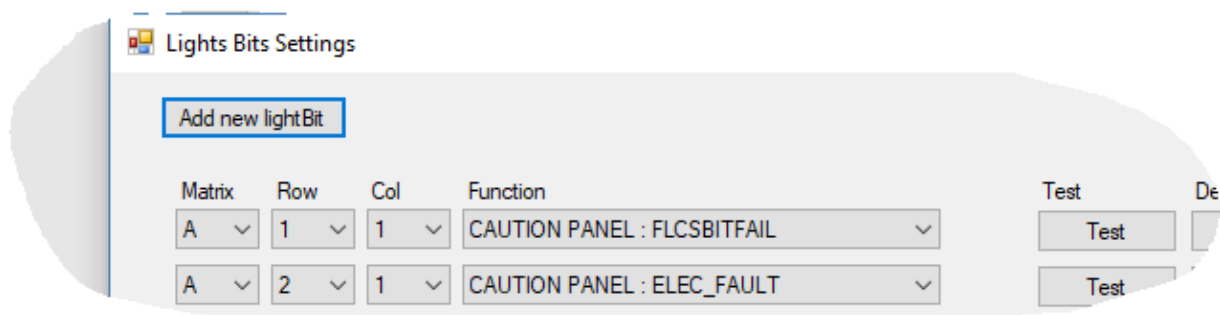 Lights Bits Settings
Add new lightBit
Matrix Row Col Function Test De
A 1 1 CAUTION PANEL : FLCSBITFAIL Test
A 2 1 CAUTION PANEL : ELEC_FAULT Test